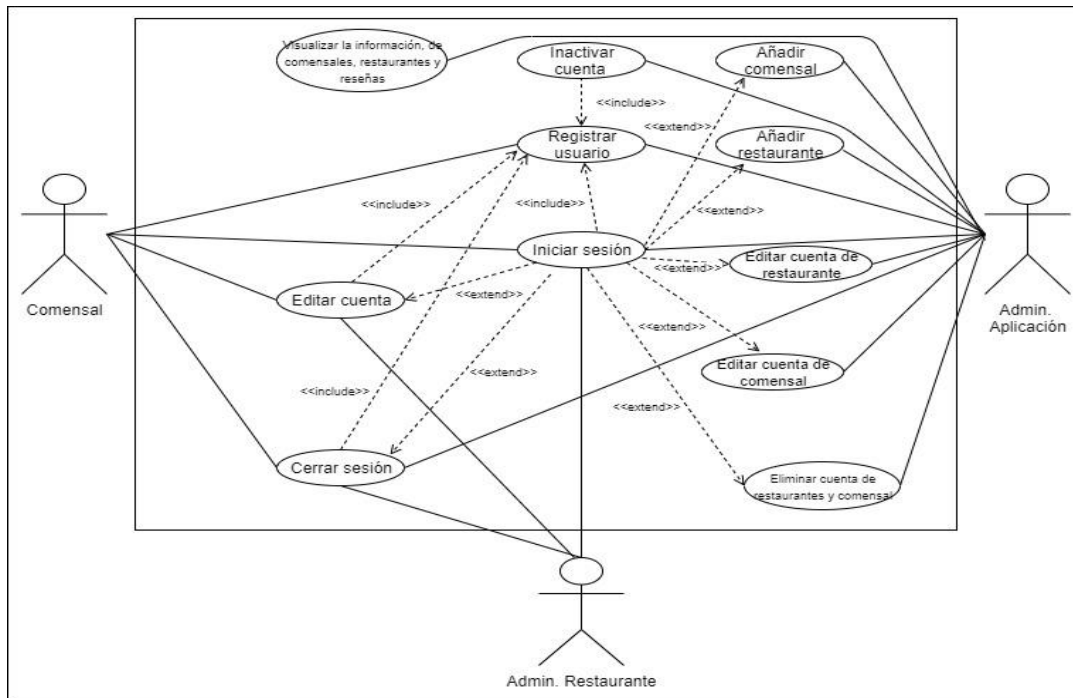 Visualizar la información, de
comensales, restaurantes y
reseñas
Inactivar
cuenta
Añadir
comensal
<<include>>
<<extend>>
Registrar
usuario
Añadir
restaurante
<<include>>
<<include>>
<<extend>>
Iniciar sesión
Editar cuenta de
restaurante
<<extend>>
Comensal
Editar cuenta
<<extend>>
Admin.
Aplicación
<<extend>>
<<extend>>
Editar cuenta de
comensal
<<include>>
<<extend>>
Cerrar sesión
Eliminar cuenta de
restaurantes y comensal
Admin. Restaurante